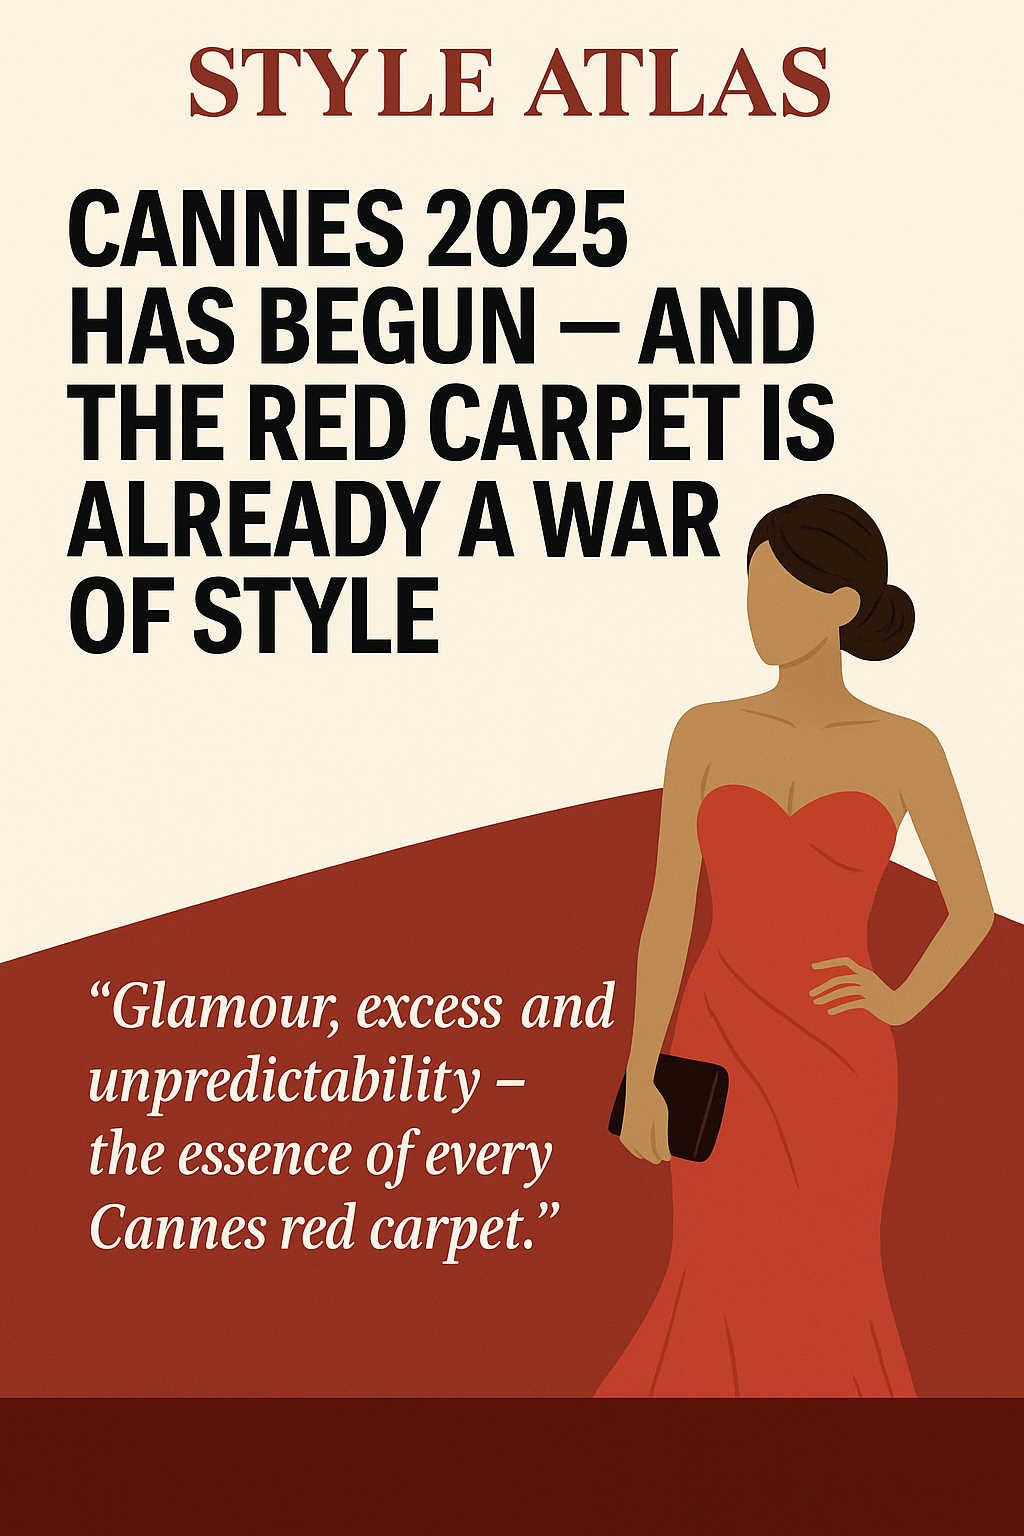 STYLE ATLAS
CANNES 2025
HAS BEGUN — AND
THE RED CARPET IS
ALREADY A WAR
OF STYLE
“Glamour, excess and
unpredictability –
the essence of every
Cannes red carpet.”